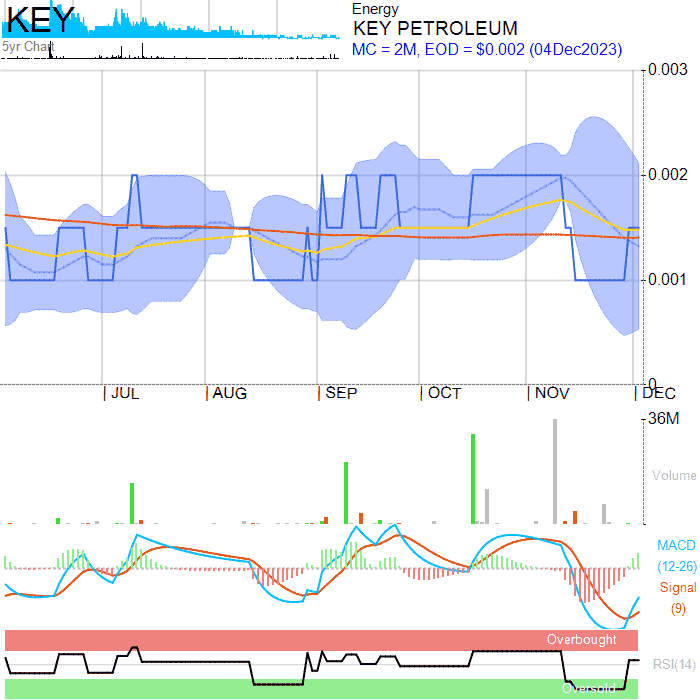 KEY
5yr Chart
Energy
KEY PETROLEUM
MC = 2M, EOD = $0.002 (04Dec2023)
0.003
0.002
0.001
0
JUL AUG SEP OCT NOV DEC
36M
Volume
MACD
(12-26)
Signal
(9)
Overbought
RSI(14)
Oversold